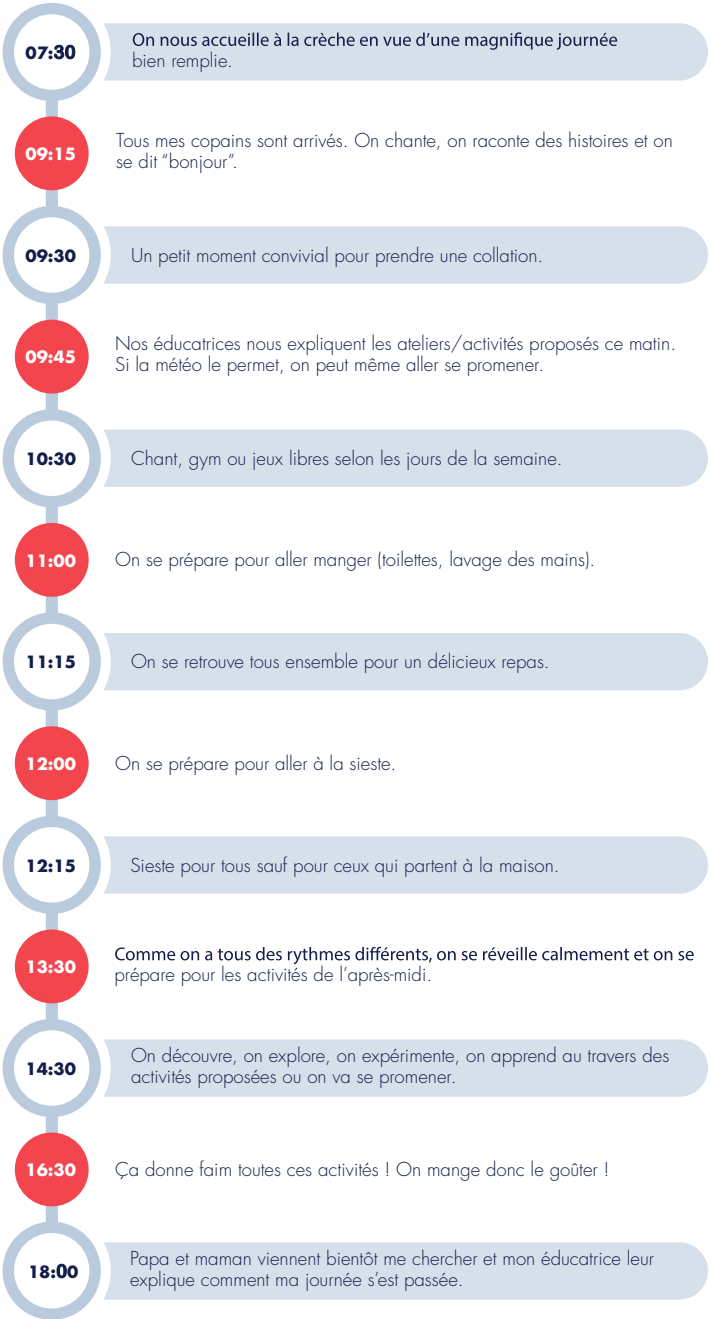 07:30
On nous accueille à la crèche en vue d’une magnifique journée
bien remplie.
09:15
Tous mes copains sont arrivés. On chante, on raconte des histoires et on
se dit “bonjour”.
09:30
Un petit moment convivial pour prendre une collation.
09:45
Nos éducatrices nous expliquent les ateliers/activités proposés ce matin.
Si la météo le permet, on peut même aller se promener.
10:30
Chant, gym ou jeux libres selon les jours de la semaine.
11:00
On se prépare pour aller manger (toilettes, lavage des mains).
11:15
On se retrouve tous ensemble pour un délicieux repas.
12:00
On se prépare pour aller à la sieste.
12:15
Sieste pour tous sauf pour ceux qui partent à la maison.
13:30
Comme on a tous des rythmes différents, on se réveille calmement et on se
prépare pour les activités de l’après-midi.
14:30
On découvre, on explore, on expérimente, on apprend au travers des
activités proposées ou on va se promener.
16:30
Ça donne faim toutes ces activités ! On mange donc le goûter !
18:00
Papa et maman viennent bientôt me chercher et mon éducatrice leur
explique comment ma journée s’est passée.